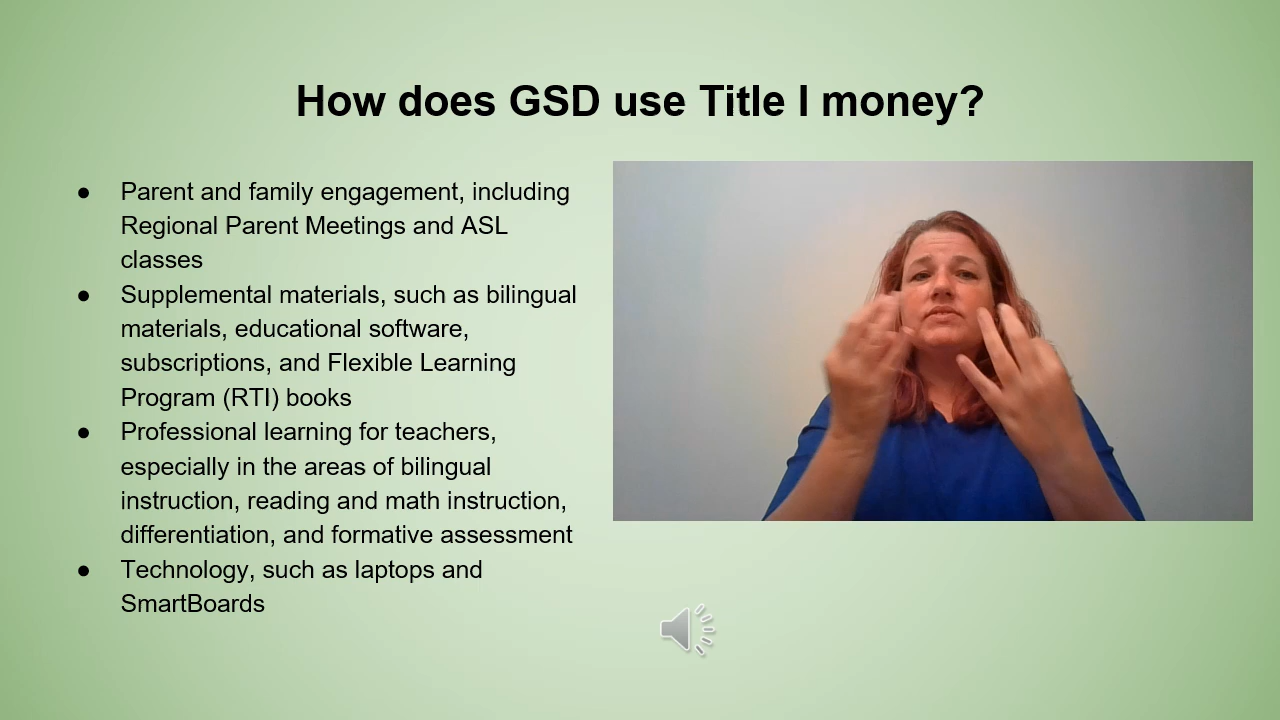 How does GSD use Title I money?
● Parent and family engagement, including
Regional Parent Meetings and ASL
classes
● Supplemental materials, such as bilingual
materials, educational software,
subscriptions, and Flexible Learning
Program (RTI) books
● Professional learning for teachers,
especially in the areas of bilingual
instruction, reading and math instruction,
differentiation, and formative assessment
● Technology, such as laptops and
SmartBoards